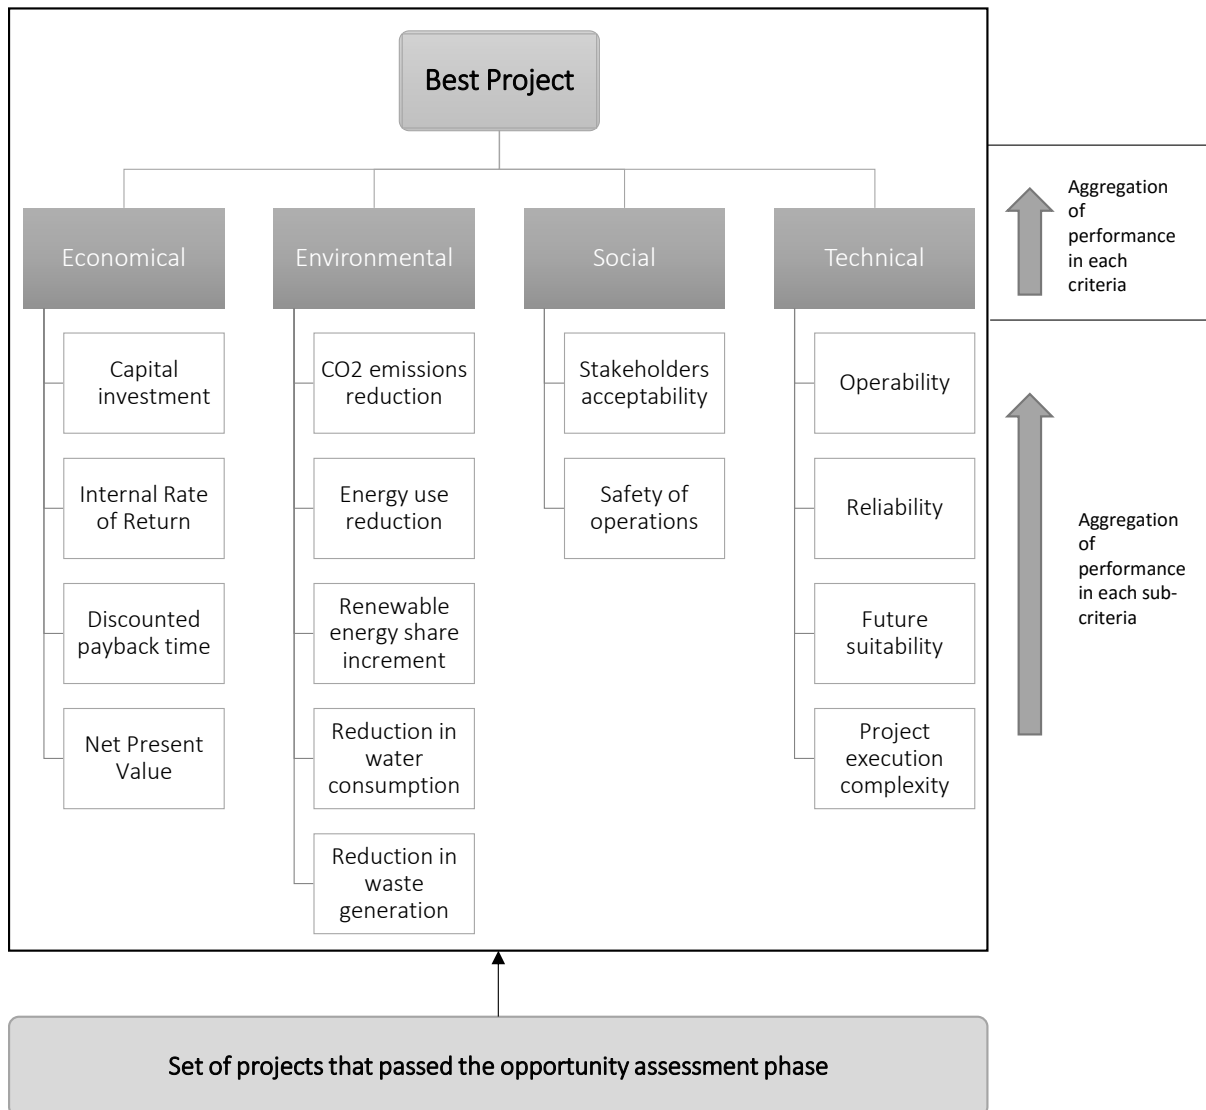 Best Project
Economical
Environmental
Social
Technical
Capital
investment
Internal Rate
of Return
Discounted
payback time
Net Present
Value
CO2 emissions
reduction
Energy use
reduction
Renewable
energy share
increment
Reduction in
water
consumption
Reduction in
waste
generation
Stakeholders
acceptability
Safety of
operations
Operability
Reliability
Future
suitability
Project
execution
complexity
Aggregation
of
performance
in each
criteria
Aggregation
of
performance
in each sub-
criteria
Set of projects that passed the opportunity assessment phase